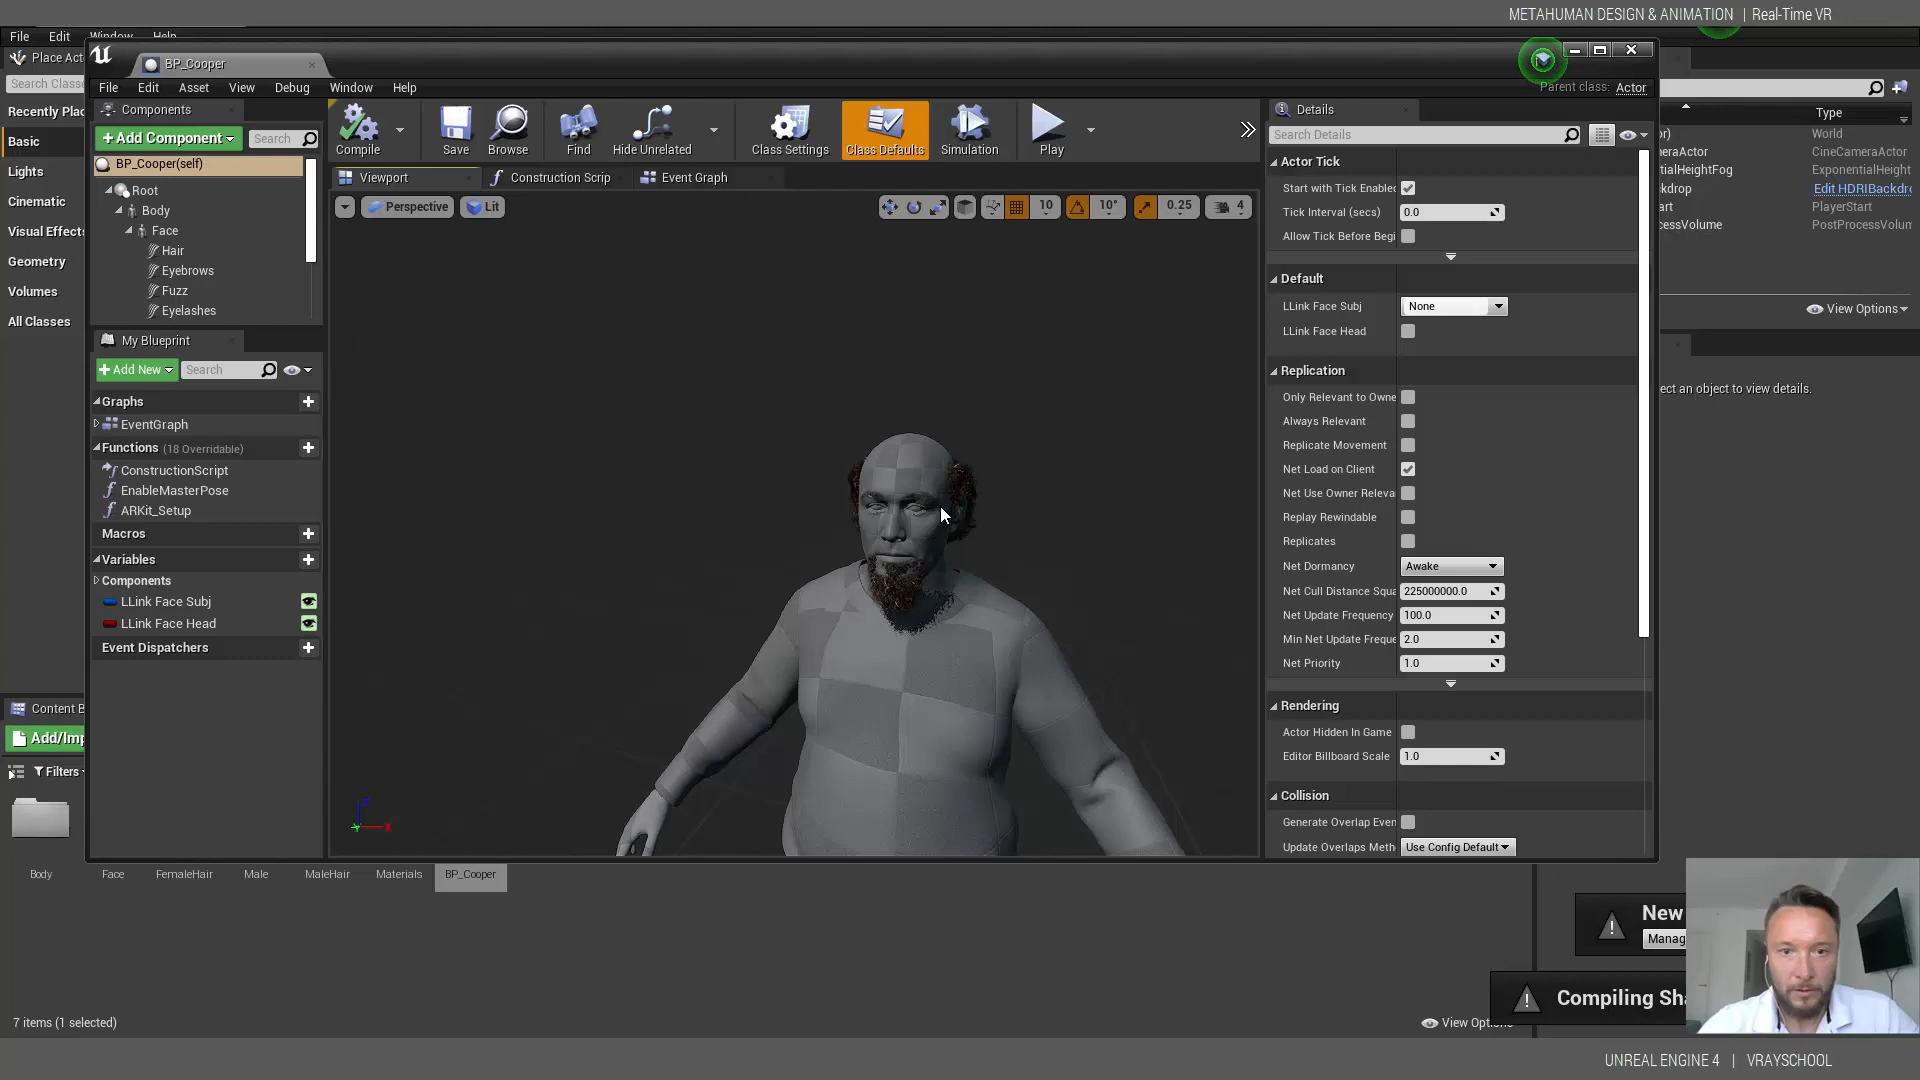 METAHUMAN DESIGN & ANIMATION | Real-Time VR
File Edit Window Help
Place Act
Search Classe
Recently Plac
Basic
Lights
Cinematic
Visual Effects
Geometry
Volumes
All Classes
BP_Cooper
File Edit Asset View Debug Window Help
Parent class: Actor
Components
Add Component
Search
BP_Cooper(self)
Root
Body
Face
Hair
Eyebrows
Fuzz
Eyelashes
My Blueprint
Add New
Search
Graphs
EventGraph
Functions (18 Overridable)
ConstructionScript
EnableMasterPose
ARKit_Setup
Macros
Variables
Components
LLink Face Subj
LLink Face Head
Event Dispatchers
Compile
Save
Browse
Find
Hide Unrelated
Class Settings
Class Defaults
Simulation
Play
Viewport
Construction Scrip
Event Graph
Perspective
Lit
10
10°
0.25
4
Details
Search Details
Actor Tick
Start with Tick Enabled
Tick Interval (secs) 0.0
Allow Tick Before Begi
Default
LLink Face Subj None
LLink Face Head
Replication
Only Relevant to Owne
Always Relevant
Replicate Movement
Net Load on Client
Net Use Owner Releva
Replay Rewindable
Replicates
Net Dormancy Awake
Net Cull Distance Squa 225000000.0
Net Update Frequency 100.0
Min Net Update Freque 2.0
Net Priority 1.0
Rendering
Actor Hidden In Game
Editor Billboard Scale 1.0
Collision
Generate Overlap Even
Update Overlaps Meth Use Config Default
Type
or) World
meraActor CineCameraActor
tialHeightFog ExponentialHeight
kdrop Edit HDRIBackdro
art PlayerStart
cessVolume PostProcessVolum
View Options
ect an object to view details.
Content B
Add/Imp
Filters
Body
Face
FemaleHair
Male
MaleHair
Materials
BP_Cooper
7 items (1 selected)
View Options
New
Manag
Compiling Sha
UNREAL ENGINE 4 | VRAYSCHOOL